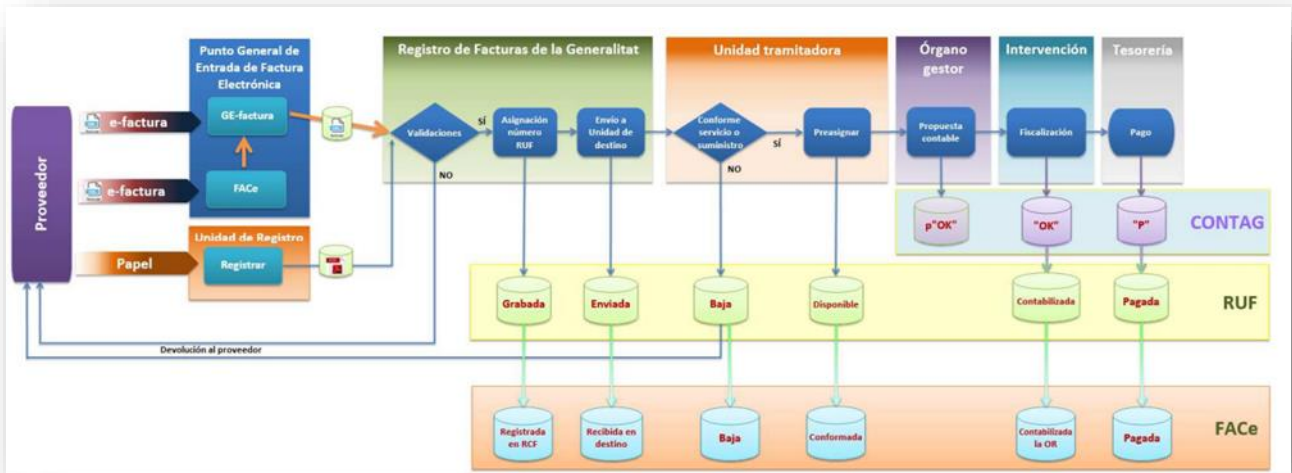 Punto General de
Entrada de Factura
Electrónica
Registro de Facturas de la Generalitat
Unidad tramitadora
Órgano
gestor
Intervención
Tesorería
Proveedor
e-factura
GE-factura
Validaciones
SÍ
Asignación
número
RUF
Envío a
Unidad de
destino
Conforme
servicio o
suministro
SÍ
Preasignar
Propuesta
contable
Fiscalización
Pago
NO
NO
e-factura
FACe
p"OK"
"OK"
"P"
CONTAG
Unidad de Registro
Papel
Registrar
Grabada
Enviada
Baja
Disponible
Contabilizada
Pagada
RUF
Devolución al proveedor
Registrada
en RCF
Recibida en
destino
Baja
Conformada
Contabilizada
la OR
Pagada
FACe